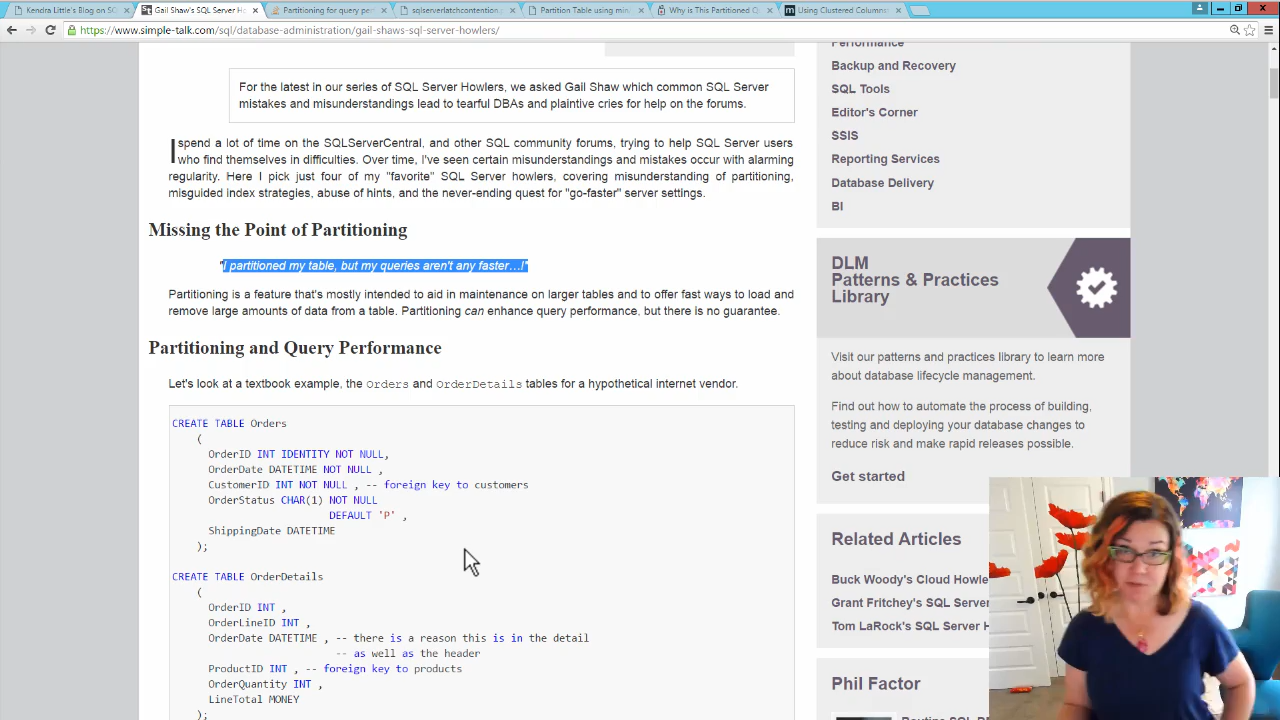 Kendra Little's Blog on SQ
Gail Shaw's SQL Server Ho
Partitioning for query per
sqlserverlatchcontention.p
Partition Table using min
Why is This Partitioned Q
Using Clustered Columns
https://www.simple-talk.com/sql/database-administration/gail-shaws-sql-server-howlers/
For the latest in our series of SQL Server Howlers, we asked Gail Shaw which common SQL Server
mistakes and misunderstandings lead to tearful DBAs and plaintive cries for help on the forums.
I spend a lot of time on the SQLServerCentral, and other SQL community forums, trying to help SQL Server users
who find themselves in difficulties. Over time, I've seen certain misunderstandings and mistakes occur with alarming
regularity. Here I pick just four of my "favorite" SQL Server howlers, covering misunderstanding of partitioning,
misguided index strategies, abuse of hints, and the never-ending quest for "go-faster" server settings.
Missing the Point of Partitioning
"I partitioned my table, but my queries aren't any faster…!"
Partitioning is a feature that's mostly intended to aid in maintenance on larger tables and to offer fast ways to load and
remove large amounts of data from a table. Partitioning can enhance query performance, but there is no guarantee.
Partitioning and Query Performance
Let's look at a textbook example, the Orders and OrderDetails tables for a hypothetical internet vendor.
CREATE TABLE Orders
(
OrderID INT IDENTITY NOT NULL,
OrderDate DATETIME NOT NULL ,
CustomerID INT NOT NULL , -- foreign key to customers
OrderStatus CHAR(1) NOT NULL
DEFAULT 'P' ,
ShippingDate DATETIME
);
CREATE TABLE OrderDetails
(
OrderID INT ,
OrderLineID INT ,
OrderDate DATETIME , -- there is a reason this is in the detail
-- as well as the header
ProductID INT , -- foreign key to products
OrderQuantity INT ,
LineTotal MONEY
);
Performance
Backup and Recovery
SQL Tools
Editor's Corner
SSIS
Reporting Services
Database Delivery
BI
DLM
Patterns & Practices
Library
Visit our patterns and practices library to learn more
about database lifecycle management.
Find out how to automate the process of building,
testing and deploying your database changes to
reduce risk and make rapid releases possible.
Get started
Related Articles
Buck Woody's Cloud Howle
Grant Fritchey's SQL Server
Tom LaRock's SQL Server H
Phil Factor